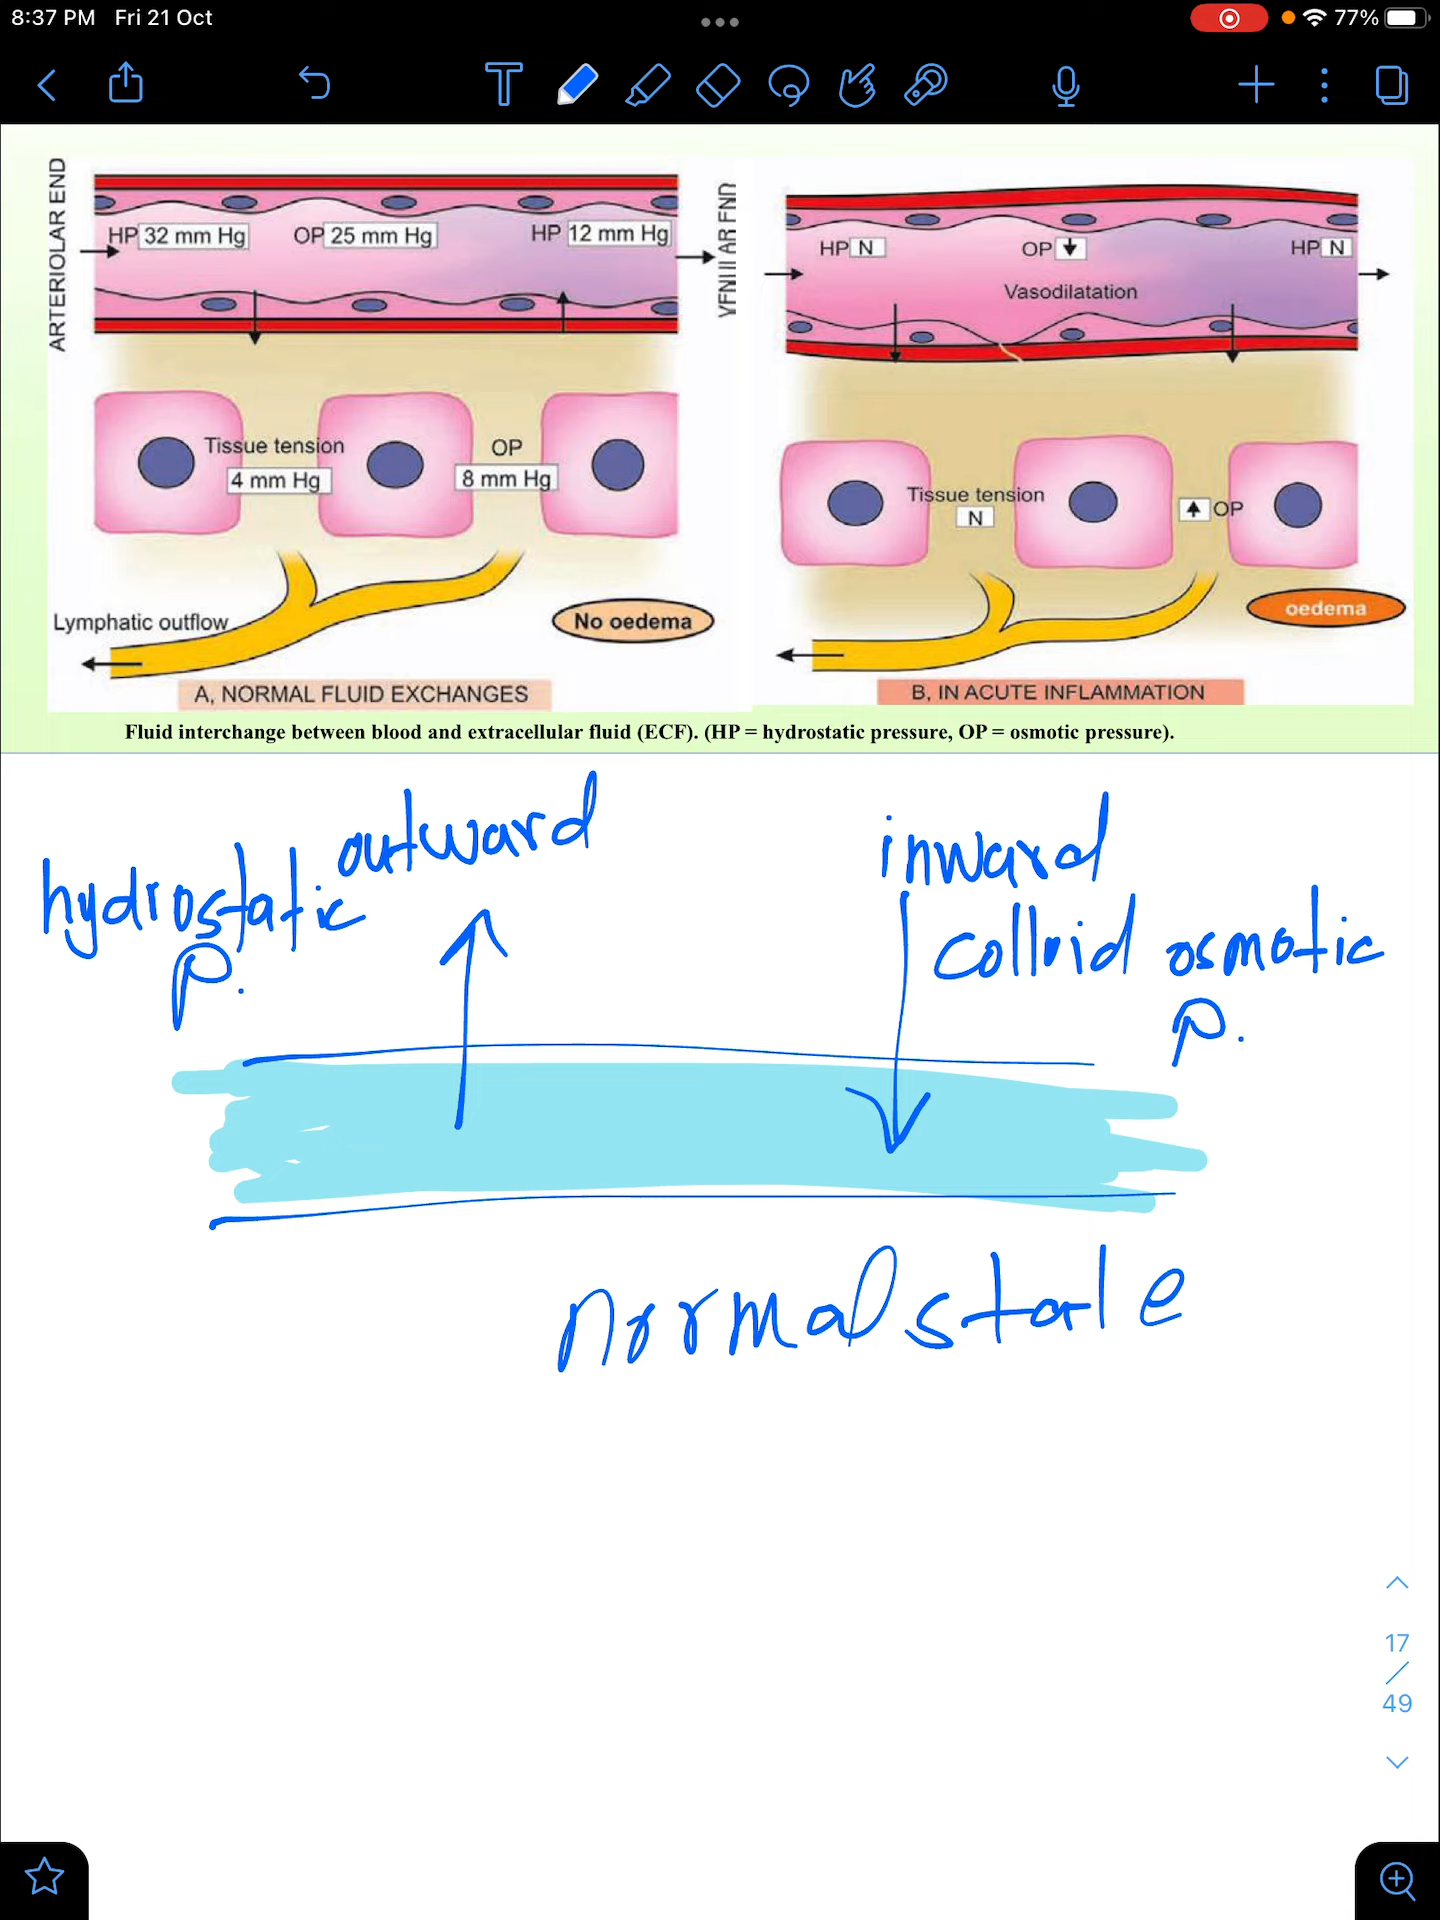 8:37 PM Fri 21 Oct
77%
ARTERIOLAR END
HP 32 mm Hg OP 25 mm Hg HP 12 mm Hg
VENULAR END
Tissue tension
4 mm Hg
OP
8 mm Hg
Lymphatic outflow
No oedema
A, NORMAL FLUID EXCHANGES
HP N OP HP N
Vasodilatation
Tissue tension
N
OP
oedema
B, IN ACUTE INFLAMMATION
Fluid interchange between blood and extracellular fluid (ECF). (HP = hydrostatic pressure, OP = osmotic pressure).
outward
hydrostatic
p.
inward
colloid osmotic
p.
normal state
17
/
49